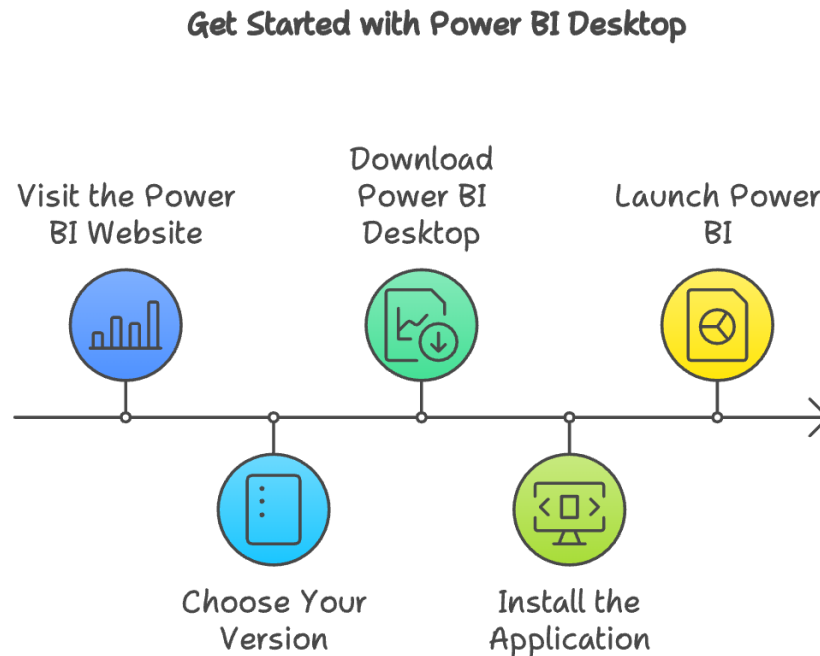 Get Started with Power BI Desktop
Visit the Power
BI Website
Choose Your
Version
Download
Power BI
Desktop
Install the
Application
Launch Power
BI